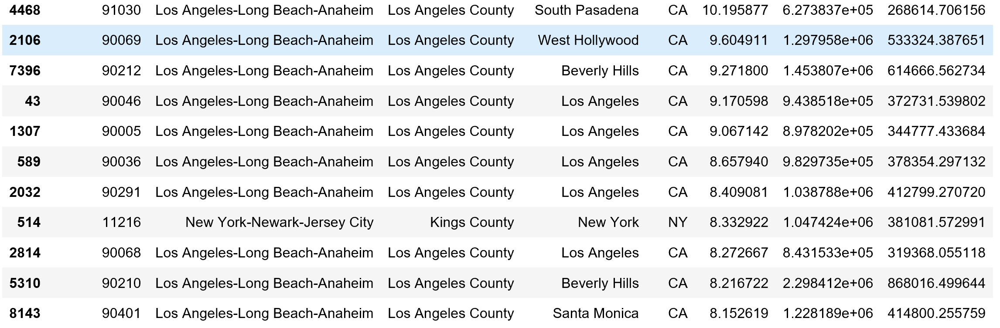 4468 91030 Los Angeles-Long Beach-Anaheim Los Angeles County South Pasadena CA 10.195877 6.273837e+05 268614.706156
2106 90069 Los Angeles-Long Beach-Anaheim Los Angeles County West Hollywood CA 9.604911 1.297958e+06 533324.387651
7396 90212 Los Angeles-Long Beach-Anaheim Los Angeles County Beverly Hills CA 9.271800 1.453807e+06 614666.562734
43 90046 Los Angeles-Long Beach-Anaheim Los Angeles County Los Angeles CA 9.170598 9.438518e+05 372731.539802
1307 90005 Los Angeles-Long Beach-Anaheim Los Angeles County Los Angeles CA 9.067142 8.978202e+05 344777.433684
589 90036 Los Angeles-Long Beach-Anaheim Los Angeles County Los Angeles CA 8.657940 9.829735e+05 378354.297132
2032 90291 Los Angeles-Long Beach-Anaheim Los Angeles County Los Angeles CA 8.409081 1.038788e+06 412799.270720
514 11216 New York-Newark-Jersey City Kings County New York NY 8.332922 1.047424e+06 381081.572991
2814 90068 Los Angeles-Long Beach-Anaheim Los Angeles County Los Angeles CA 8.272667 8.431533e+05 319368.055118
5310 90210 Los Angeles-Long Beach-Anaheim Los Angeles County Beverly Hills CA 8.216722 2.298412e+06 868016.499644
8143 90401 Los Angeles-Long Beach-Anaheim Los Angeles County Santa Monica CA 8.152619 1.228189e+06 414800.255759